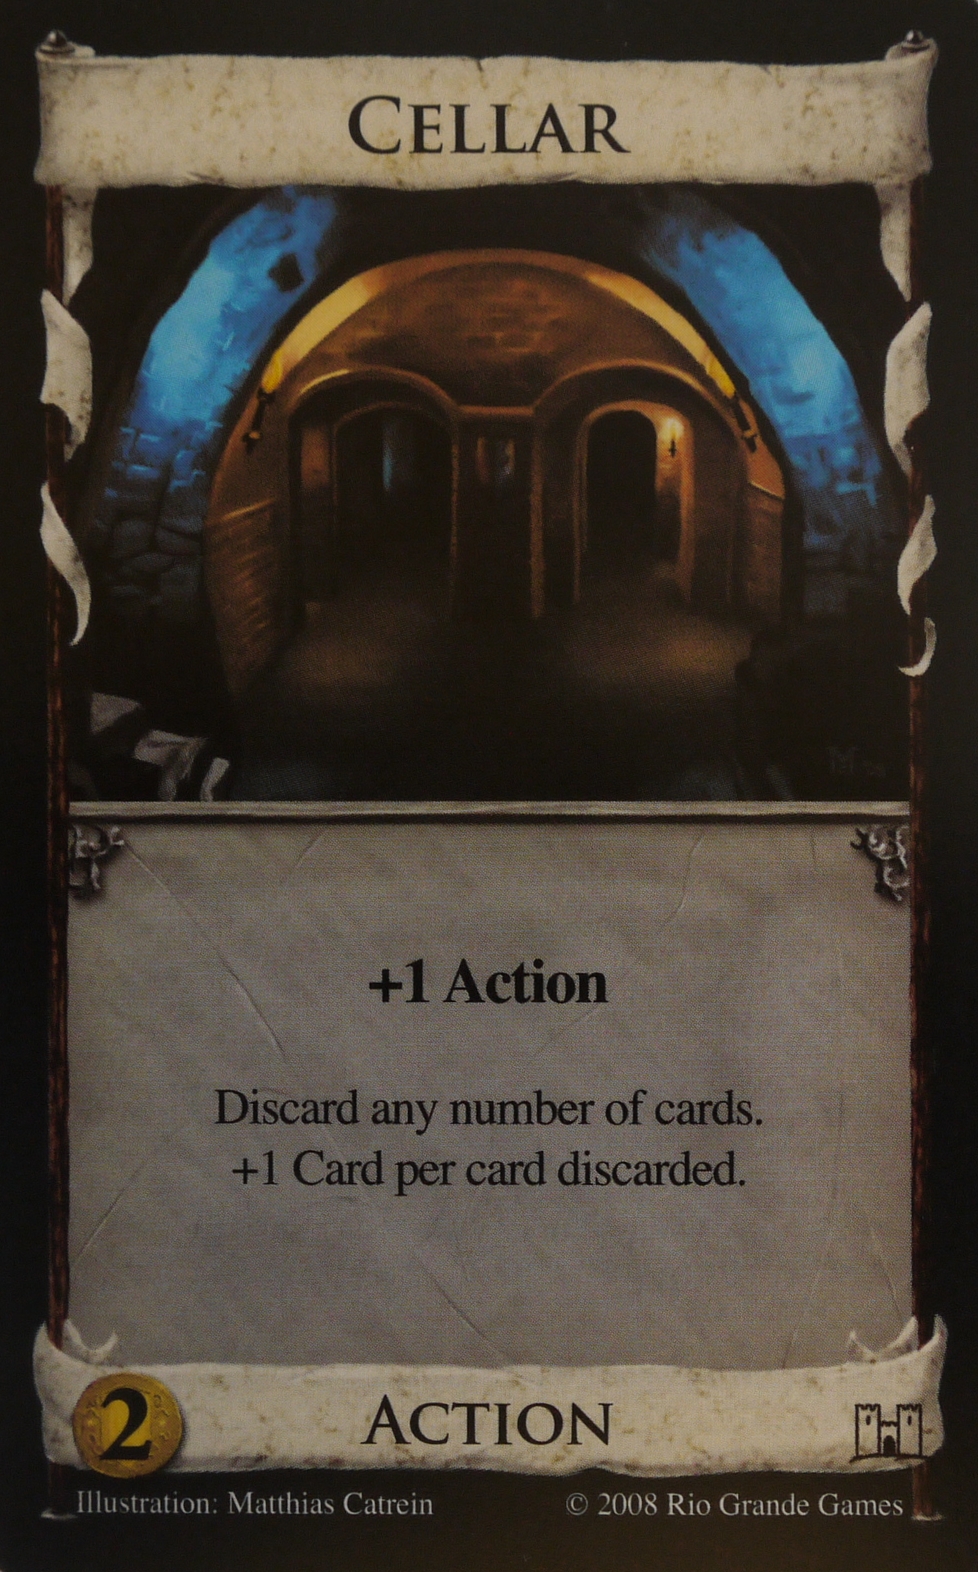 CELLAR
+1 Action
Discard any number of cards.
+1 Card per card discarded.
2 ACTION
Illustration: Matthias Catrein © 2008 Rio Grande Games